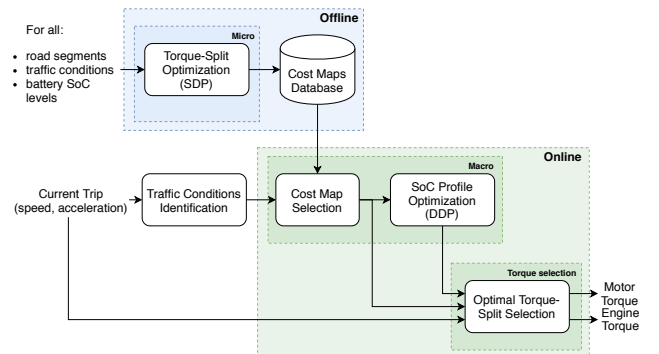 Offline
For all:
• road segments
• traffic conditions
• battery SoC
levels
Micro
Torque-Split
Optimization
(SDP)
Cost Maps
Database
Online
Macro
Current Trip
(speed, acceleration)
Traffic Conditions
Identification
Cost Map
Selection
SoC Profile
Optimization
(DDP)
Torque selection
Optimal Torque-
Split Selection
Motor
Torque
Engine
Torque